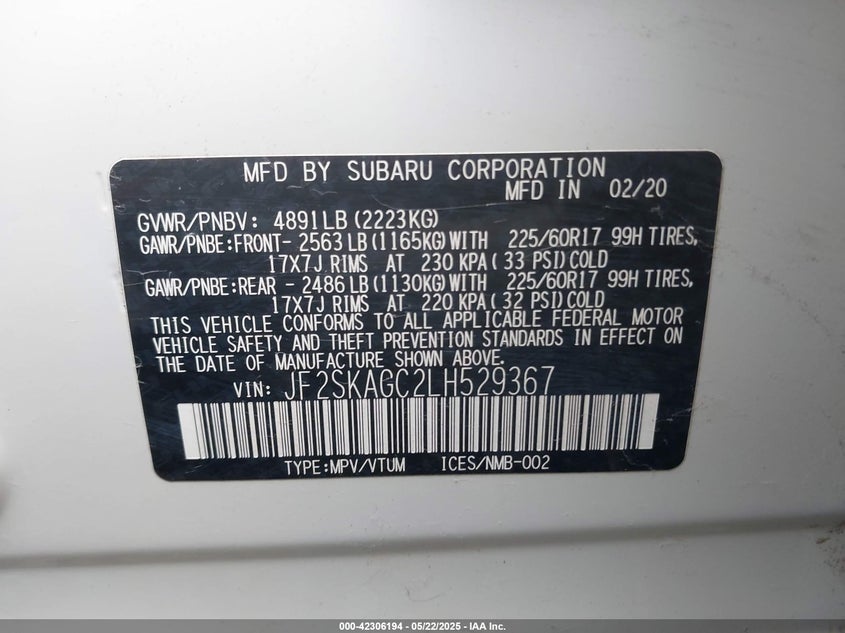 MFD BY SUBARU CORPORATION
MFD IN 02/20
GVWR/PNBV: 4891LB (2223KG)
GAWR/PNBE:FRONT- 2563 LB (1165KG) WITH 225/60R17 99H TIRES,
17X7J RIMS AT 230 KPA( 33 PSI) COLD
GAWR/PNBE:REAR - 2486 LB (1130KG) WITH 225/60R17 99H TIRES,
17X7J RIMS AT 220 KPA( 32 PSI) COLD
THIS VEHICLE CONFORMS TO ALL APPLICABLE FEDERAL MOTOR
VEHICLE SAFETY AND THEFT PREVENTION STANDARDS IN EFFECT ON
THE DATE OF MANUFACTURE SHOWN ABOVE.
VIN: JF2SKAGC2LH529367
TYPE:MPV/VTUM ICES/NMB-002
000-42306194 - 05/22/2025 - IAA Inc.